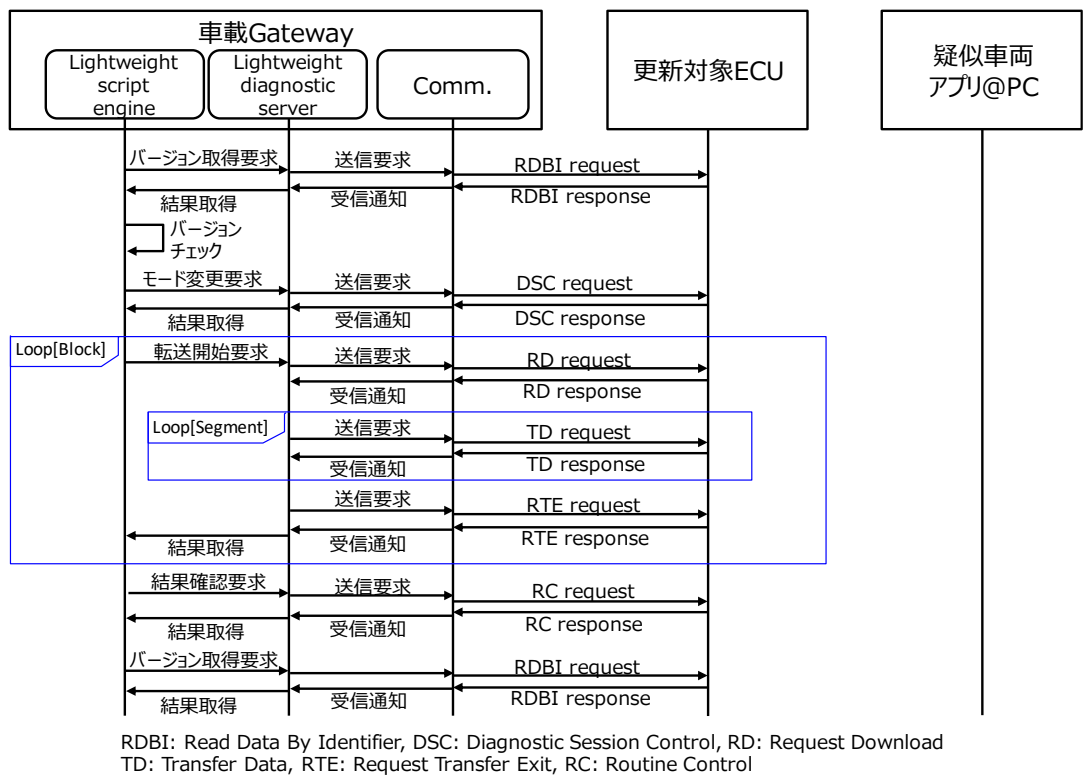 車載Gateway
Lightweight
script
engine
Lightweight
diagnostic
server
Comm.
更新対象ECU
疑似車両
アプリ@PC
バージョン取得要求
送信要求
RDBI request
結果取得
受信通知
RDBI response
バージョン
チェック
モード変更要求
送信要求
DSC request
結果取得
受信通知
DSC response
Loop[Block]
転送開始要求
送信要求
RD request
受信通知
RD response
Loop[Segment]
送信要求
TD request
受信通知
TD response
送信要求
RTE request
結果取得
受信通知
RTE response
結果確認要求
送信要求
RC request
結果取得
受信通知
RC response
バージョン取得要求
RDBI request
結果取得
受信通知
RDBI response
RDBI: Read Data By Identifier, DSC: Diagnostic Session Control, RD: Request Download
TD: Transfer Data, RTE: Request Transfer Exit, RC: Routine Control